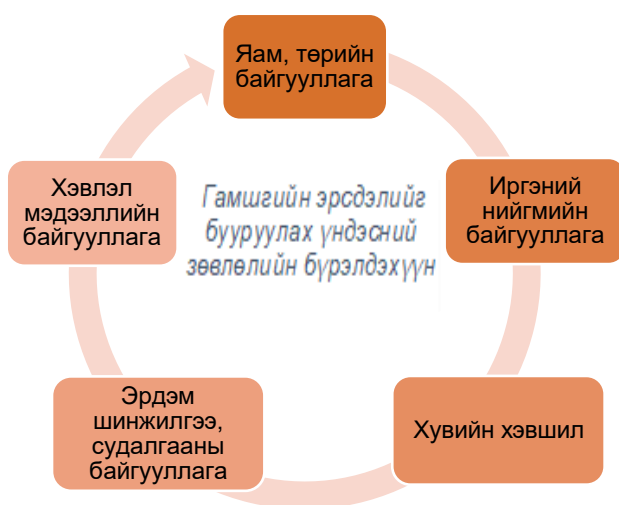 Яам, төрийн
байгууллага
Иргэний
нийгмийн
байгууллага
Хувийн хэвшил
Эрдэм
шинжилгээ,
судалгааны
байгууллага
Хэвлэл
мэдээллийн
байгууллага
Гамшгийн эрсдэлийг
бууруулах үндэсний
зөвлөлийн бүрэлдэхүүн